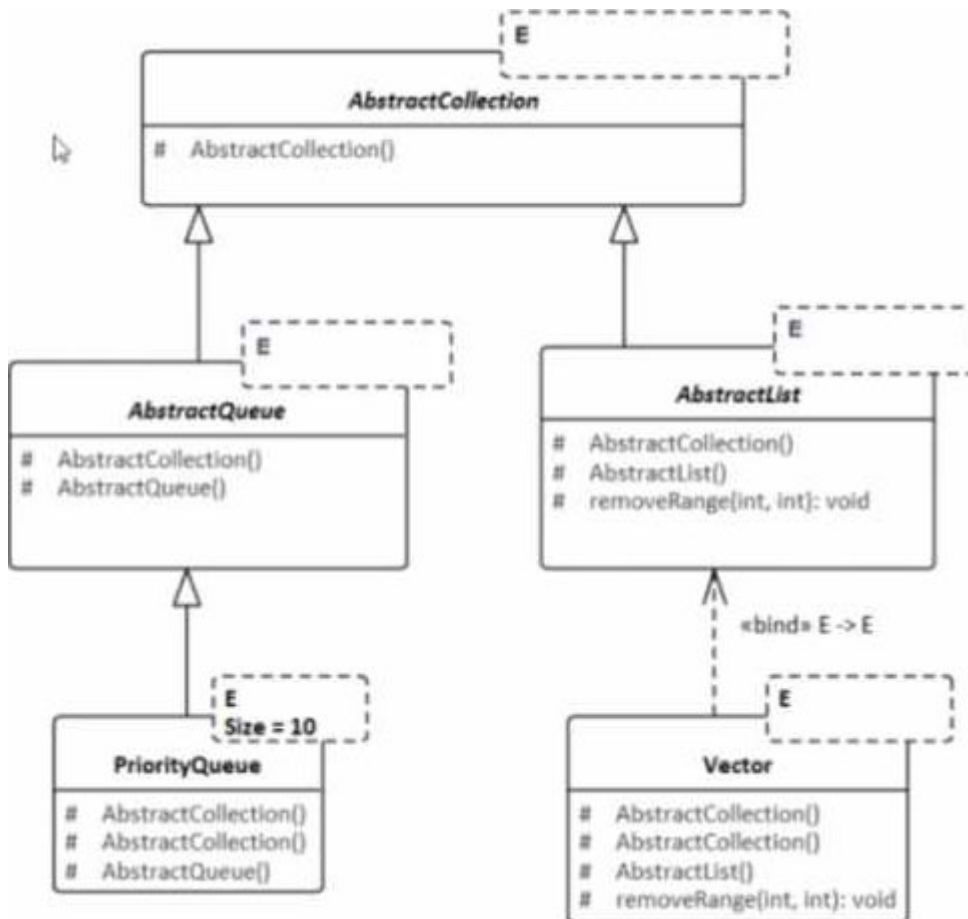 E
AbstractCollection
# AbstractCollection()
E
AbstractQueue
# AbstractCollection()
# AbstractQueue()
E
AbstractList
# AbstractCollection()
# AbstractList()
# removeRange(int, int): void
«bind» E -> E
E
Size = 10
PriorityQueue
# AbstractCollection()
# AbstractCollection()
# AbstractQueue()
E
Vector
# AbstractCollection()
# AbstractCollection()
# AbstractList()
# removeRange(int, int): void